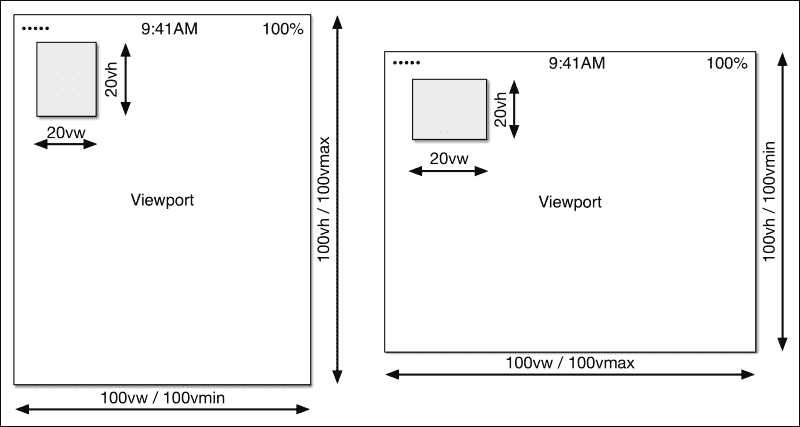 9:41AM 100%
20vh
20vw
Viewport
100vh / 100vmax
100vw / 100vmin
9:41AM 100%
20vh
20vw
Viewport
100vh / 100vmin
100vw / 100vmax